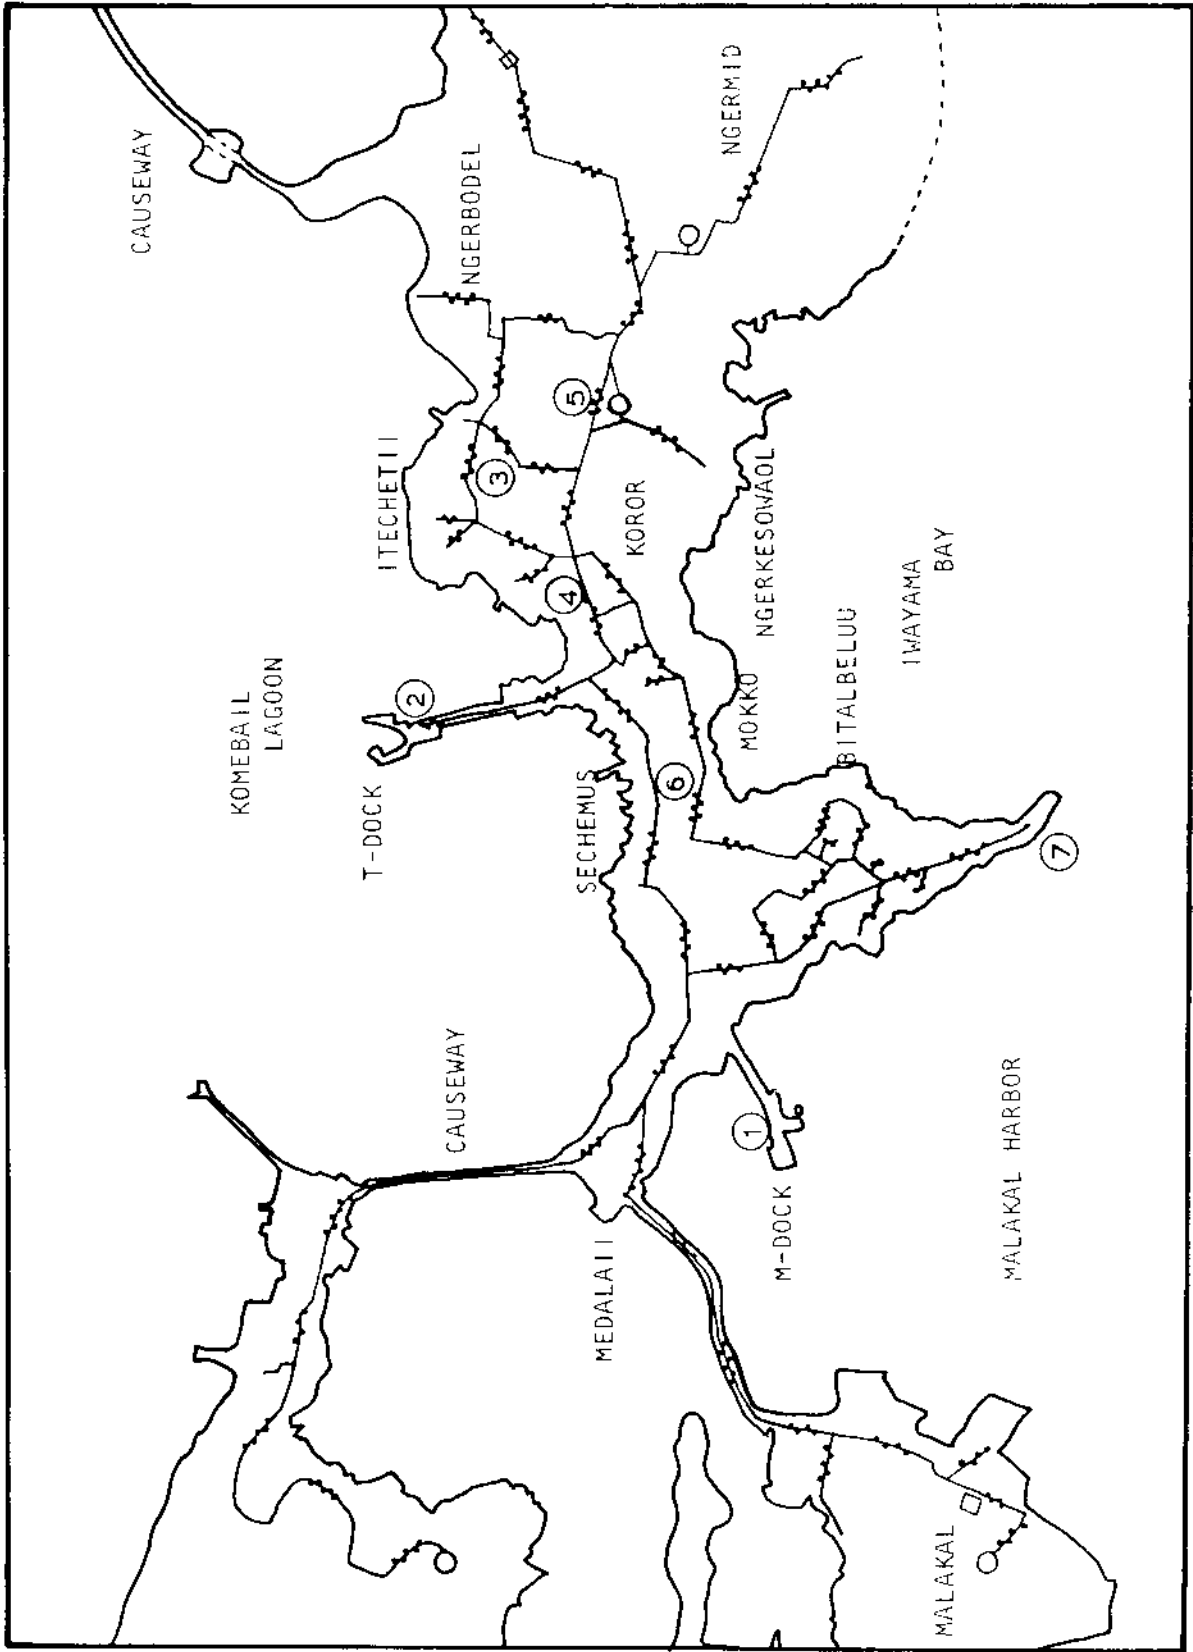 CAUSEWAY
NGERMID
NGERBODEL
ITECHETII
5
3
KOROR
NGERKESOWAOL
IWAYAMA
BAY
4
KOMEBAIL
LAGOON
2
MOKKO
BITALBELUU
T-DOCK
SECHEMUS
6
7
CAUSEWAY
1
M-DOCK
MALAKAL HARBOR
MEDALAII
MALAKAL